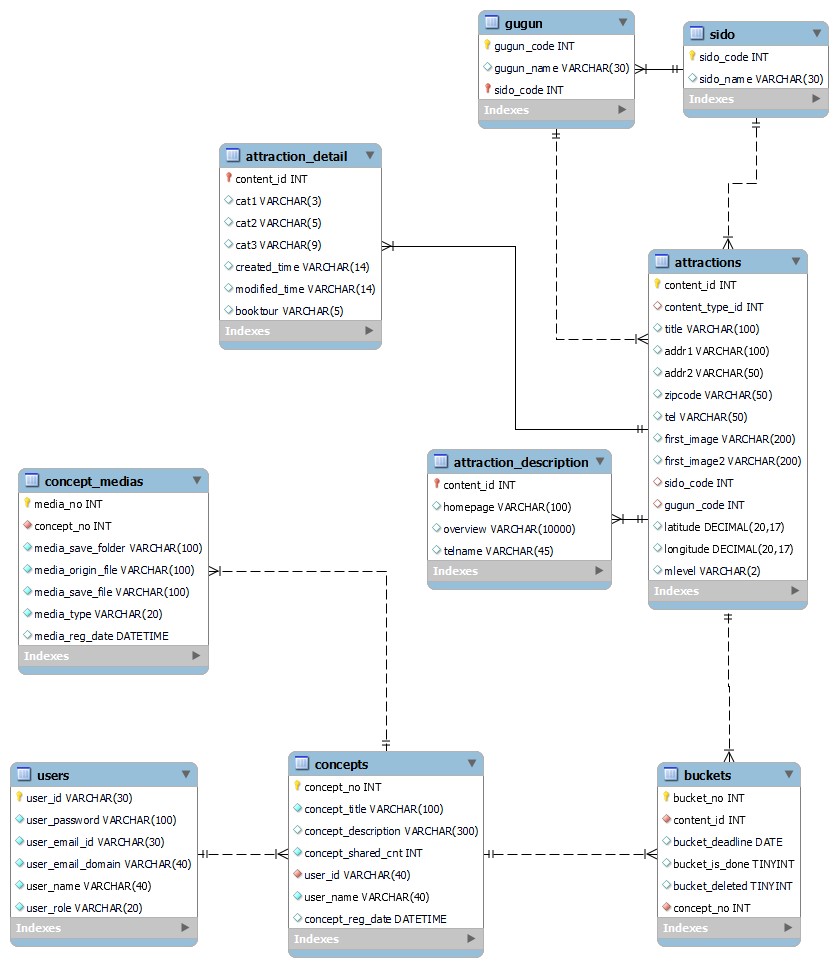 gugun
gugun_code INT
gugun_name VARCHAR(30)
sido_code INT
Indexes
sido
sido_code INT
sido_name VARCHAR(30)
Indexes
attraction_detail
content_id INT
cat1 VARCHAR(3)
cat2 VARCHAR(5)
cat3 VARCHAR(9)
created_time VARCHAR(14)
modified_time VARCHAR(14)
booktour VARCHAR(5)
Indexes
attractions
content_id INT
content_type_id INT
title VARCHAR(100)
addr1 VARCHAR(100)
addr2 VARCHAR(50)
zipcode VARCHAR(50)
tel VARCHAR(50)
first_image VARCHAR(200)
first_image2 VARCHAR(200)
sido_code INT
gugun_code INT
latitude DECIMAL(20,17)
longitude DECIMAL(20,17)
mlevel VARCHAR(2)
Indexes
attraction_description
content_id INT
homepage VARCHAR(100)
overview VARCHAR(10000)
telname VARCHAR(45)
Indexes
concept_medias
media_no INT
concept_no INT
media_save_folder VARCHAR(100)
media_origin_file VARCHAR(100)
media_save_file VARCHAR(100)
media_type VARCHAR(20)
media_reg_date DATETIME
Indexes
users
user_id VARCHAR(30)
user_password VARCHAR(100)
user_email_id VARCHAR(30)
user_email_domain VARCHAR(40)
user_name VARCHAR(40)
user_role VARCHAR(20)
Indexes
concepts
concept_no INT
concept_title VARCHAR(100)
concept_description VARCHAR(300)
concept_shared_cnt INT
user_id VARCHAR(40)
user_name VARCHAR(40)
concept_reg_date DATETIME
Indexes
buckets
bucket_no INT
content_id INT
bucket_deadline DATE
bucket_is_done TINYINT
bucket_deleted TINYINT
concept_no INT
Indexes